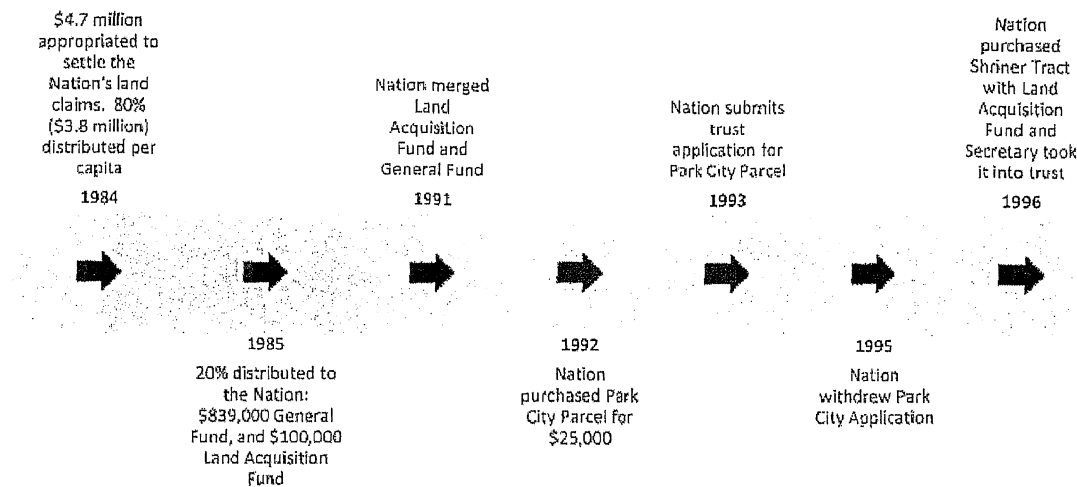 $4.7 million
appropriated to
settle the
Nation's land
claims. 80%
($3.8 million)
distributed per
capita
1984
1985
20% distributed to
the Nation:
$839,000 General
Fund, and $100,000
Land Acquisition
Fund
Nation merged
Land
Acquisition
Fund and
General Fund
1991
1992
Nation
purchased Park
City Parcel for
$25,000
Nation submits
trust
application for
Park City Parcel
1993
1995
Nation
withdrew Park
City Application
Nation
purchased
Shriner Tract
with Land
Acquisition
Fund and
Secretary took
it into trust
1996